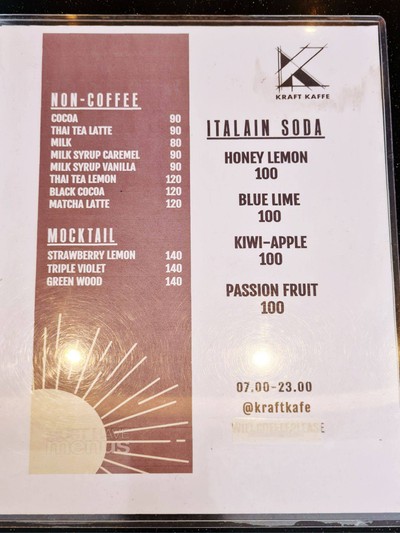 NON-COFFEE
COCOA 90
THAI TEA LATTE 90
MILK 80
MILK SYRUP CAREMEL 90
MILK SYRUP VANILLA 90
THAI TEA LEMON 120
BLACK COCOA 120
MATCHA LATTE 120
MOCKTAIL
STRAWBERRY LEMON 140
TRIPLE VIOLET 140
GREEN WOOD 140
K
KRAFT KAFFE
ITALAIN SODA
HONEY LEMON
100
BLUE LIME
100
KIWI-APPLE
100
PASSION FRUIT
100
07.00-23.00
@kraftkafe